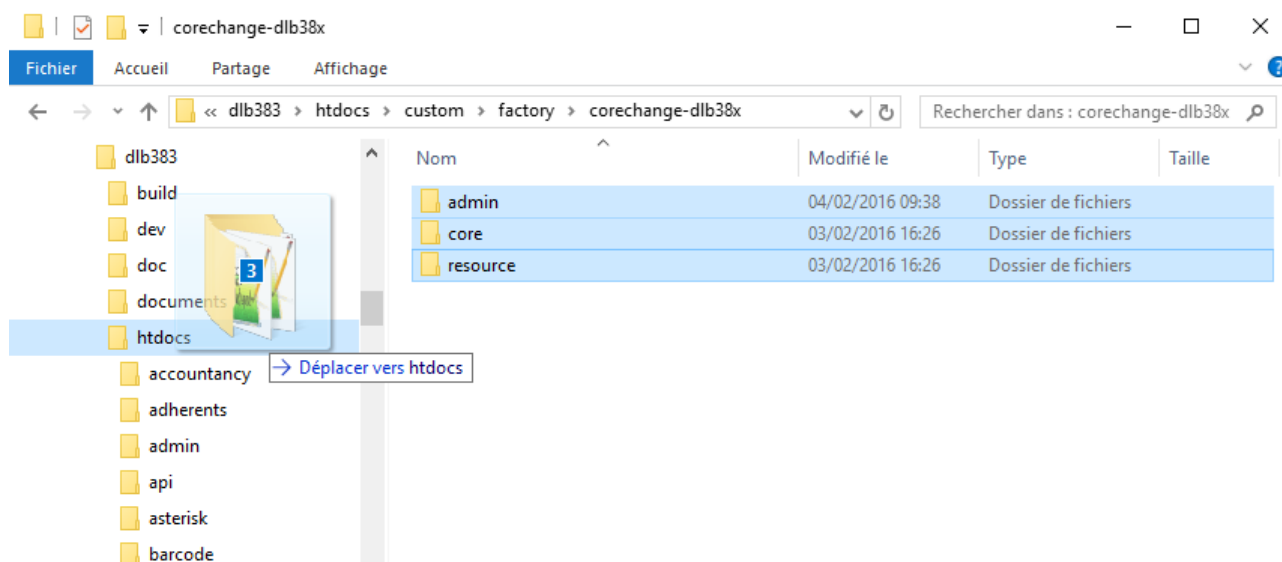 corechange-dlb38x
Fichier Accueil Partage Affichage ?
« dlb383 > htdocs > custom > factory > corechange-dlb38x Rechercher dans : corechange-dlb38x
dlb383 Nom Modifié le Type Taille
build admin 04/02/2016 09:38 Dossier de fichiers
dev core 03/02/2016 16:26 Dossier de fichiers
doc 3 resource 03/02/2016 16:26 Dossier de fichiers
documents
htdocs
accountancy → Déplacer vers htdocs
adherents
admin
api
asterisk
barcode